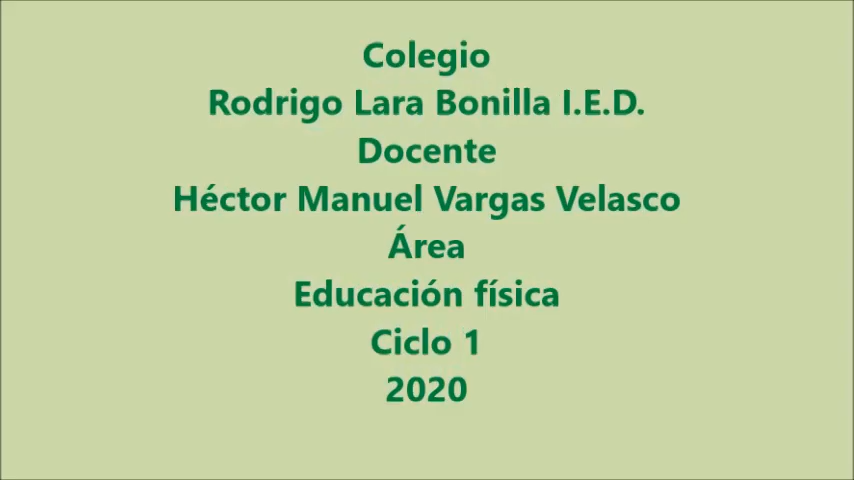 Colegio
Rodrigo Lara Bonilla I.E.D.
Docente
Héctor Manuel Vargas Velasco
Área
Educación física
Ciclo 1
2020